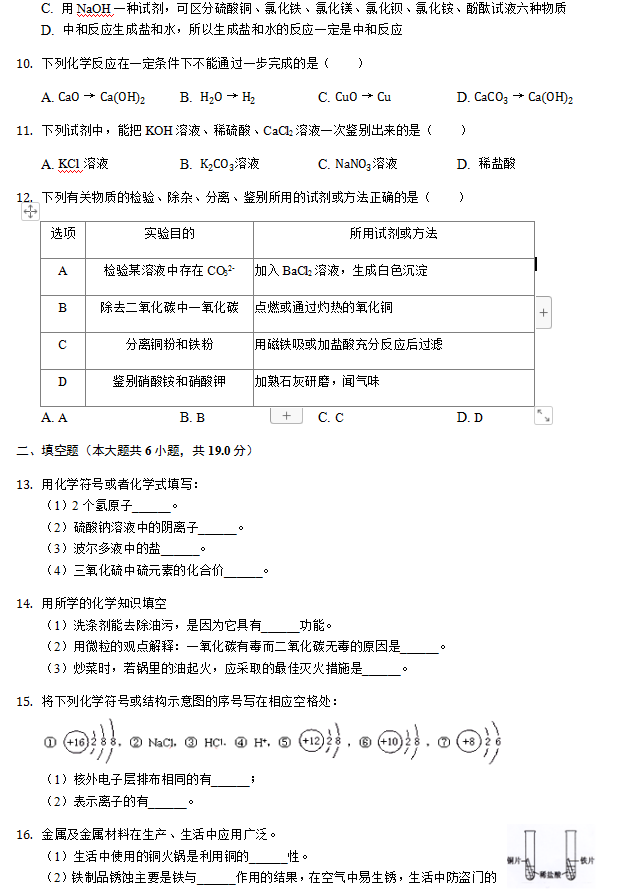 C. 用 NaOH 一种试剂，可区分硫酸铜、氯化铁、氯化镁、氯化钡、氯化铵、酚酞试液六种物质
D. 中和反应生成盐和水，所以生成盐和水的反应一定是中和反应
10. 下列化学反应在一定条件下不能通过一步完成的是（　　）
A. CaO → Ca(OH)₂ B. H₂O → H₂ C. CuO → Cu D. CaCO₃ → Ca(OH)₂
11. 下列试剂中，能把 KOH 溶液、稀硫酸、CaCl₂ 溶液一次鉴别出来的是（　　）
A. KCl 溶液 B. K₂CO₃溶液 C. NaNO₃溶液 D. 稀盐酸
12. 下列有关物质的检验、除杂、分离、鉴别所用的试剂或方法正确的是（　　）
选项 实验目的 所用试剂或方法
A 检验某溶液中存在 CO₃²⁻ 加入 BaCl₂ 溶液，生成白色沉淀
B 除去二氧化碳中一氧化碳 点燃或通过灼热的氧化铜
C 分离铜粉和铁粉 用磁铁吸或加盐酸充分反应后过滤
D 鉴别硝酸铵和硝酸钾 加熟石灰研磨，闻气味
A. A B. B C. C D. D
二、填空题（本大题共 6 小题，共 19.0 分）
13. 用化学符号或者化学式填写：
（1）2 个氢原子______。
（2）硫酸钠溶液中的阴离子______。
（3）波尔多液中的盐______。
（4）三氧化硫中硫元素的化合价______。
14. 用所学的化学知识填空
（1）洗涤剂能去除油污，是因为它具有______功能。
（2）用微粒的观点解释：一氧化碳有毒而二氧化碳无毒的原因是______。
（3）炒菜时，若锅里的油起火，应采取的最佳灭火措施是______。
15. 将下列化学符号或结构示意图的序号写在相应空格处：
① +16 2 8 8， ② NaCl， ③ HCl， ④ H⁺， ⑤ +12 2 8 ， ⑥ +10 2 8 ， ⑦ +8 2 6
（1）核外电子层排布相同的有______；
（2）表示离子的有______。
16. 金属及金属材料在生产、生活中应用广泛。
（1）生活中使用的铜火锅是利用铜的______性。
（2）铁制品锈蚀主要是铁与______作用的结果，在空气中易生锈，生活中防盗门的
铜片 稀盐酸 铁片